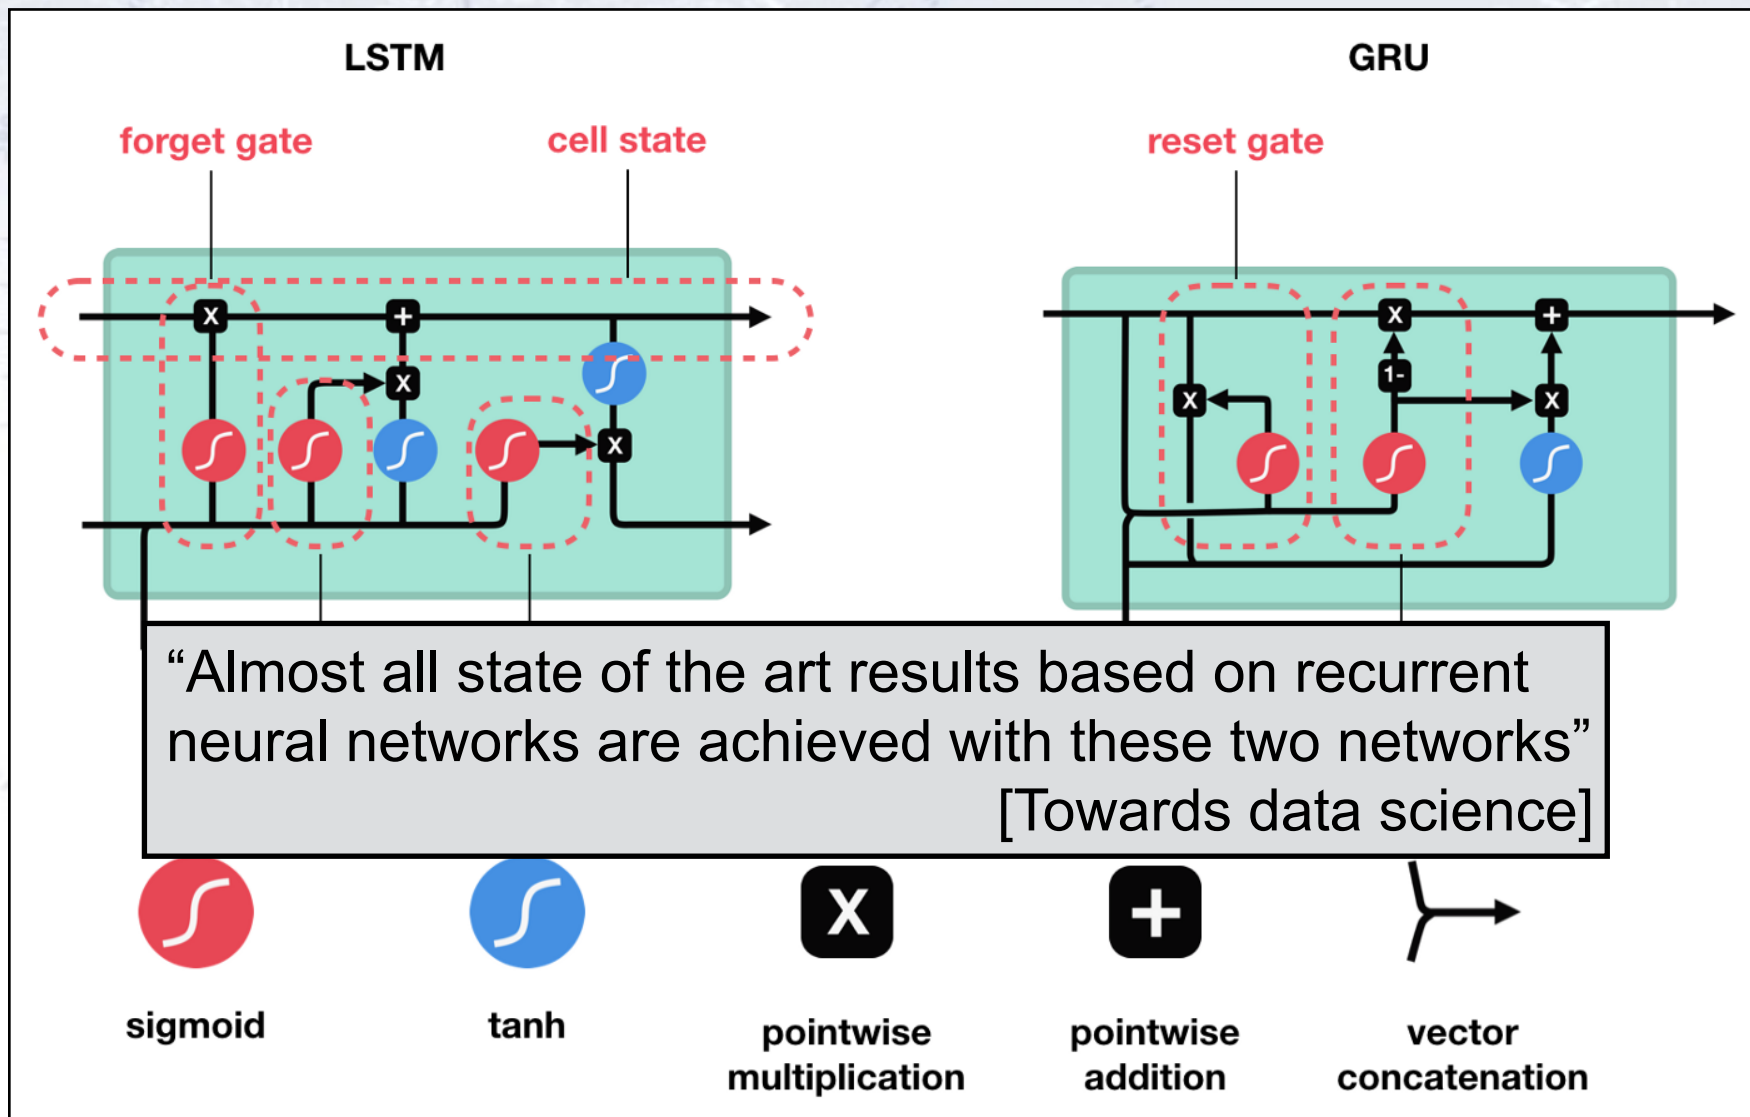 LSTM
GRU
forget gate
cell state
reset gate
X
+
X
X
X
+
1-
X
X
“Almost all state of the art results based on recurrent
neural networks are achieved with these two networks”
[Towards data science]
X
+
sigmoid
tanh
pointwise
multiplication
pointwise
addition
vector
concatenation